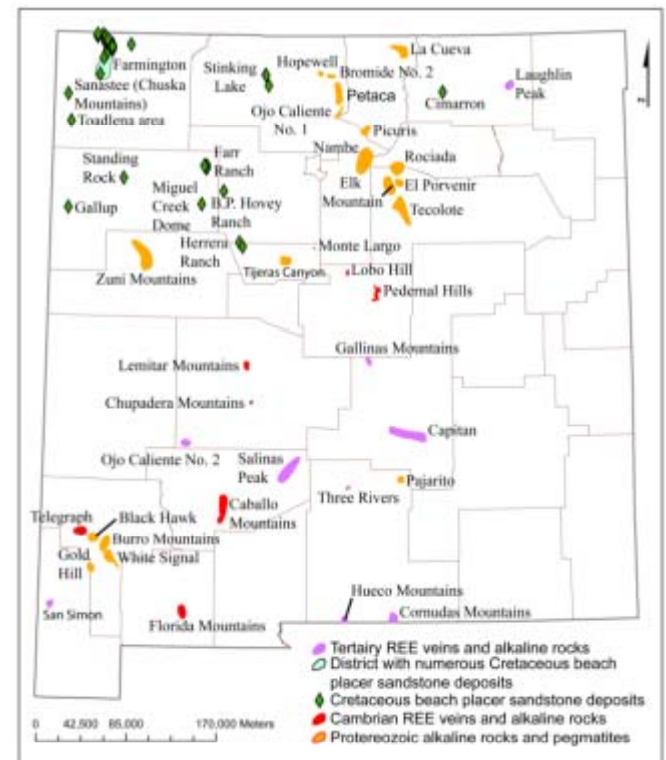 La Cueva
Hopewell
Bromide No. 2
Stinking
Lake
Farmington
Laughlin
Peak
Petaca
Cimarron
Sanastee (Chuska
Mountains)
Ojo Caliente
No. 1
Toadlena area
Picuris
Nambe
Standing
Rock
Farr
Ranch
Rociada
Elk
Mountain
El Porvenir
Miguel
Creek
Dome
B.P. Hovey
Ranch
Tecolote
Gallup
Herrera
Ranch
Monte Largo
Tijeras Canyon
Lobo Hill
Zuni Mountains
Pedernal Hills
Gallinas Mountains
Lemitar Mountains
Chupadera Mountains
Capitan
Ojo Caliente No. 2
Salinas
Peak
Pajarito
Three Rivers
Caballo
Mountains
Telegraph
Black Hawk
Burro Mountains
Gold
Hill
White Signal
San Simon
Florida Mountains
Hueco Mountains
Cornudas Mountains
Tertairy REE veins and alkaline rocks
District with numerous Cretaceous beach
placer sandstone deposits
Cretaceous beach placer sandstone deposits
Cambrian REE veins and alkaline rocks
Protereozoic alkaline rocks and pegmatites
0 42,500 85,000 170,000 Meters